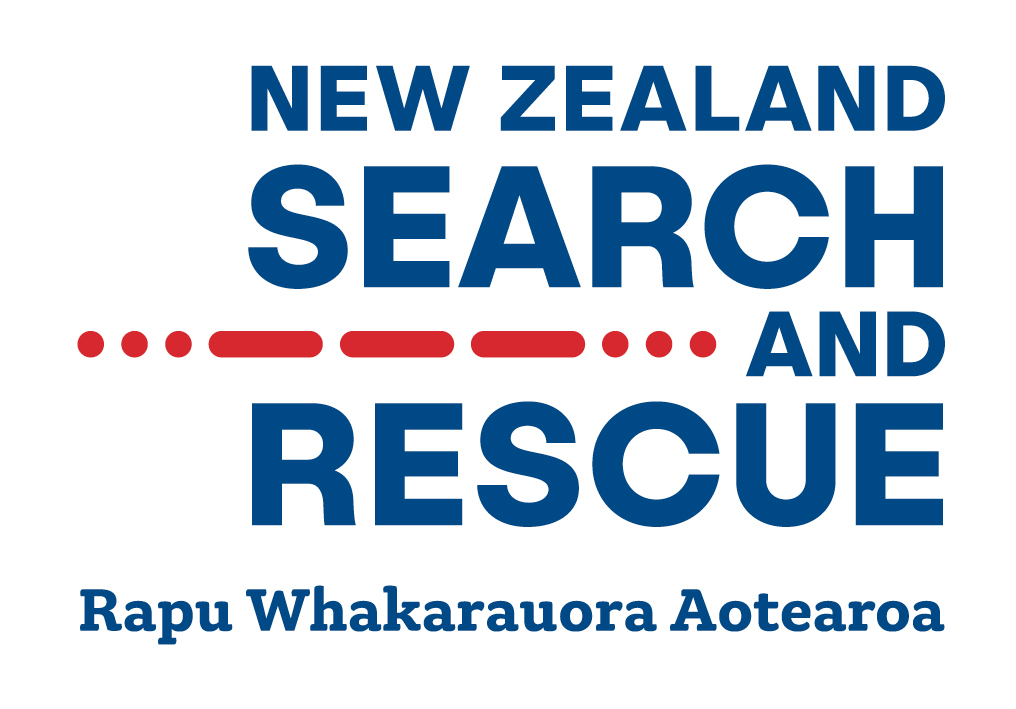 NEW ZEALAND
SEARCH
AND
RESCUE
Rapu Whakarauora Aotearoa